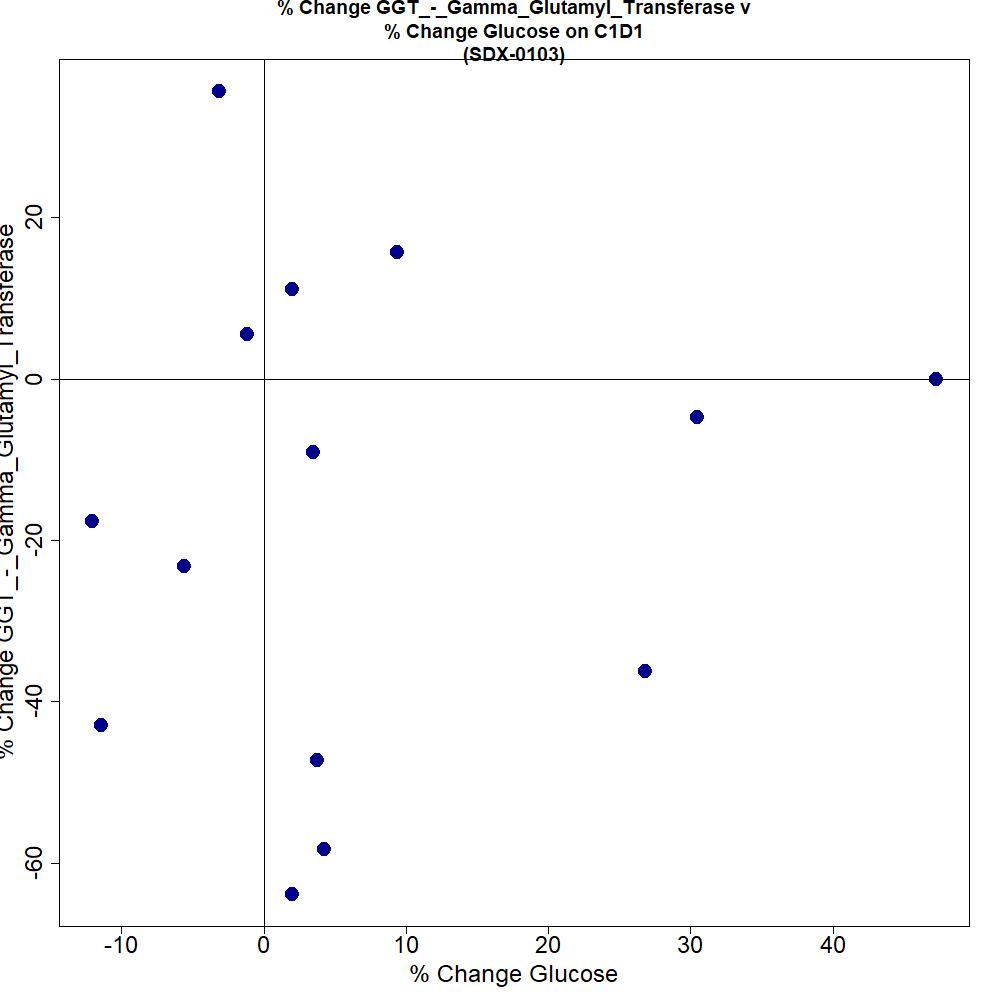 % Change GGT_-_Gamma_Glutamyl_Transferase v
% Change Glucose on C1D1
(SDX-0103)
% Change GGT_-_Gamma_Glutamyl_Transferase
20
0
-20
-40
-60
-10
0
10
20
30
40
% Change Glucose